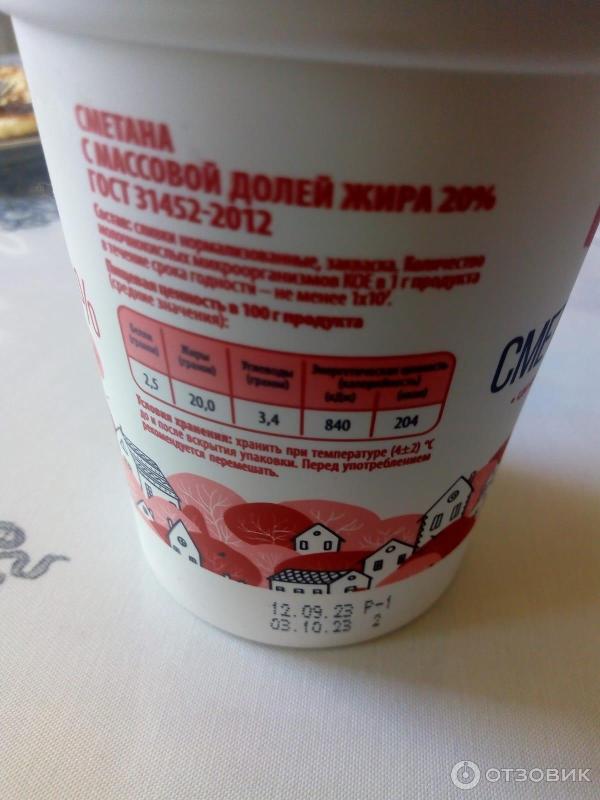 СМЕТАНА
С МАССОВОЙ ДОЛЕЙ ЖИРА 20%
ГОСТ 31452-2012
Состав: сливки нормализованные, закваска. Количество
молочнокислых микроорганизмов КОЕ в 1 г продукта
в течение срока годности – не менее 1х10⁷.
Пищевая ценность в 100 г продукта
(средние значения):
Белки (грамм) Жиры (грамм) Углеводы (грамм) Энергетическая ценность (калорийность)
(кДж) (ккал)
2,5 20,0 3,4 840 204
Условия хранения: хранить при температуре (4±2) °С
до и после вскрытия упаковки. Перед употреблением
рекомендуется перемешать.
%
СМЕ
12.09.23 Р-1
03.10.23 2
ОТЗОВИК